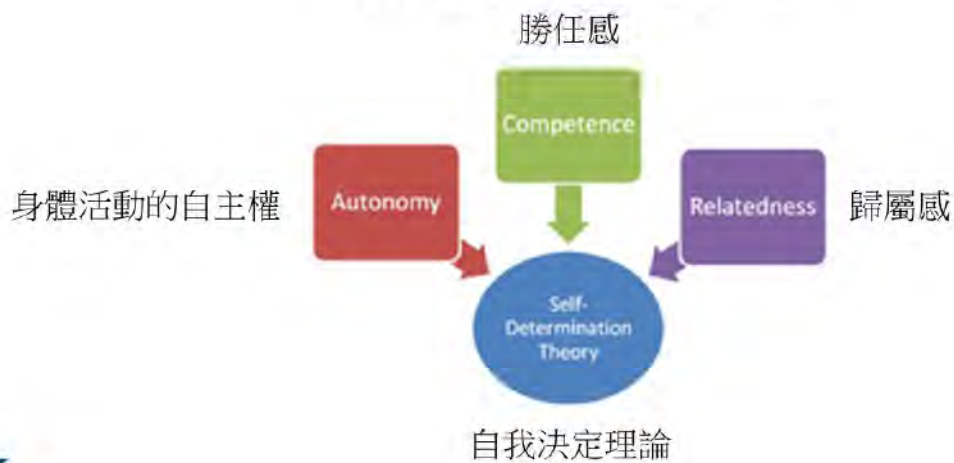 勝任感
Competence
身體活動的自主權
Autonomy
Relatedness
歸屬感
Self-
Determination
Theory
自我決定理論